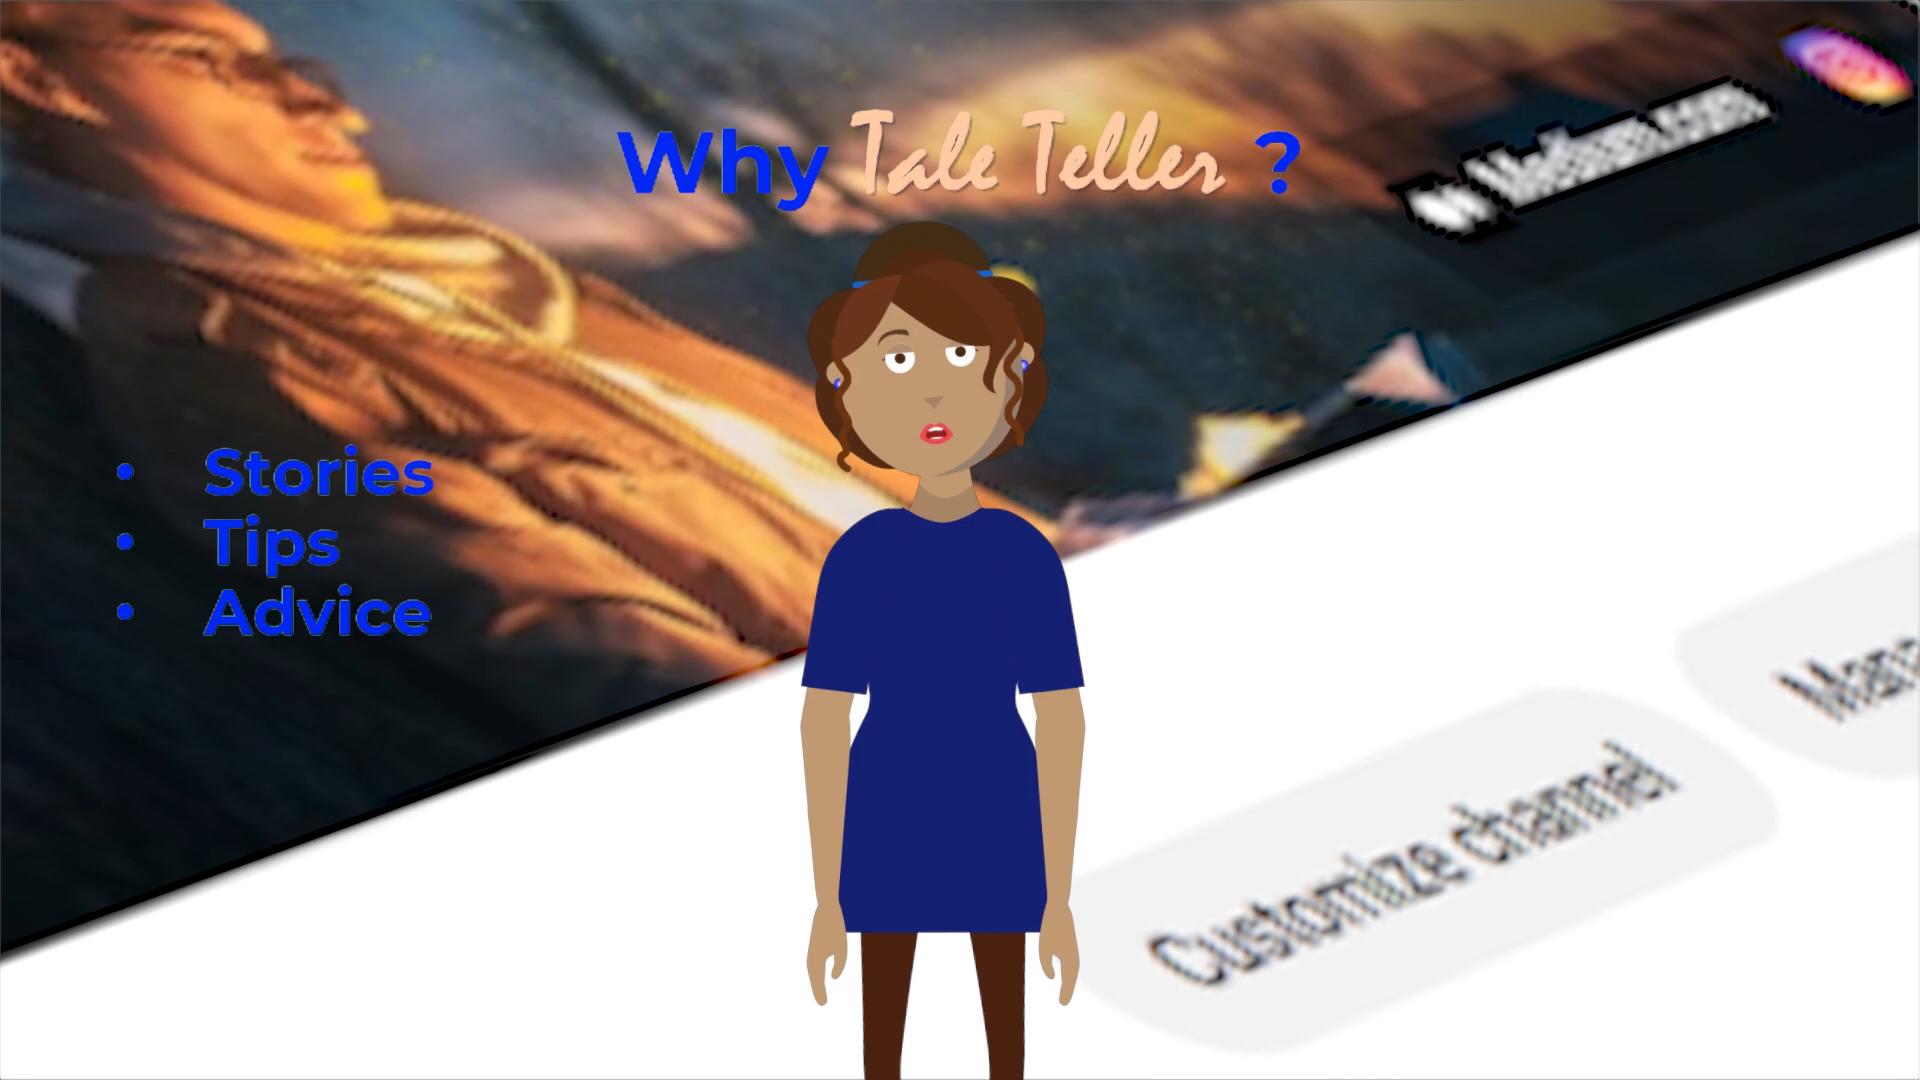 Why Tale Teller ?
• Stories
• Tips
• Advice
Customize channel